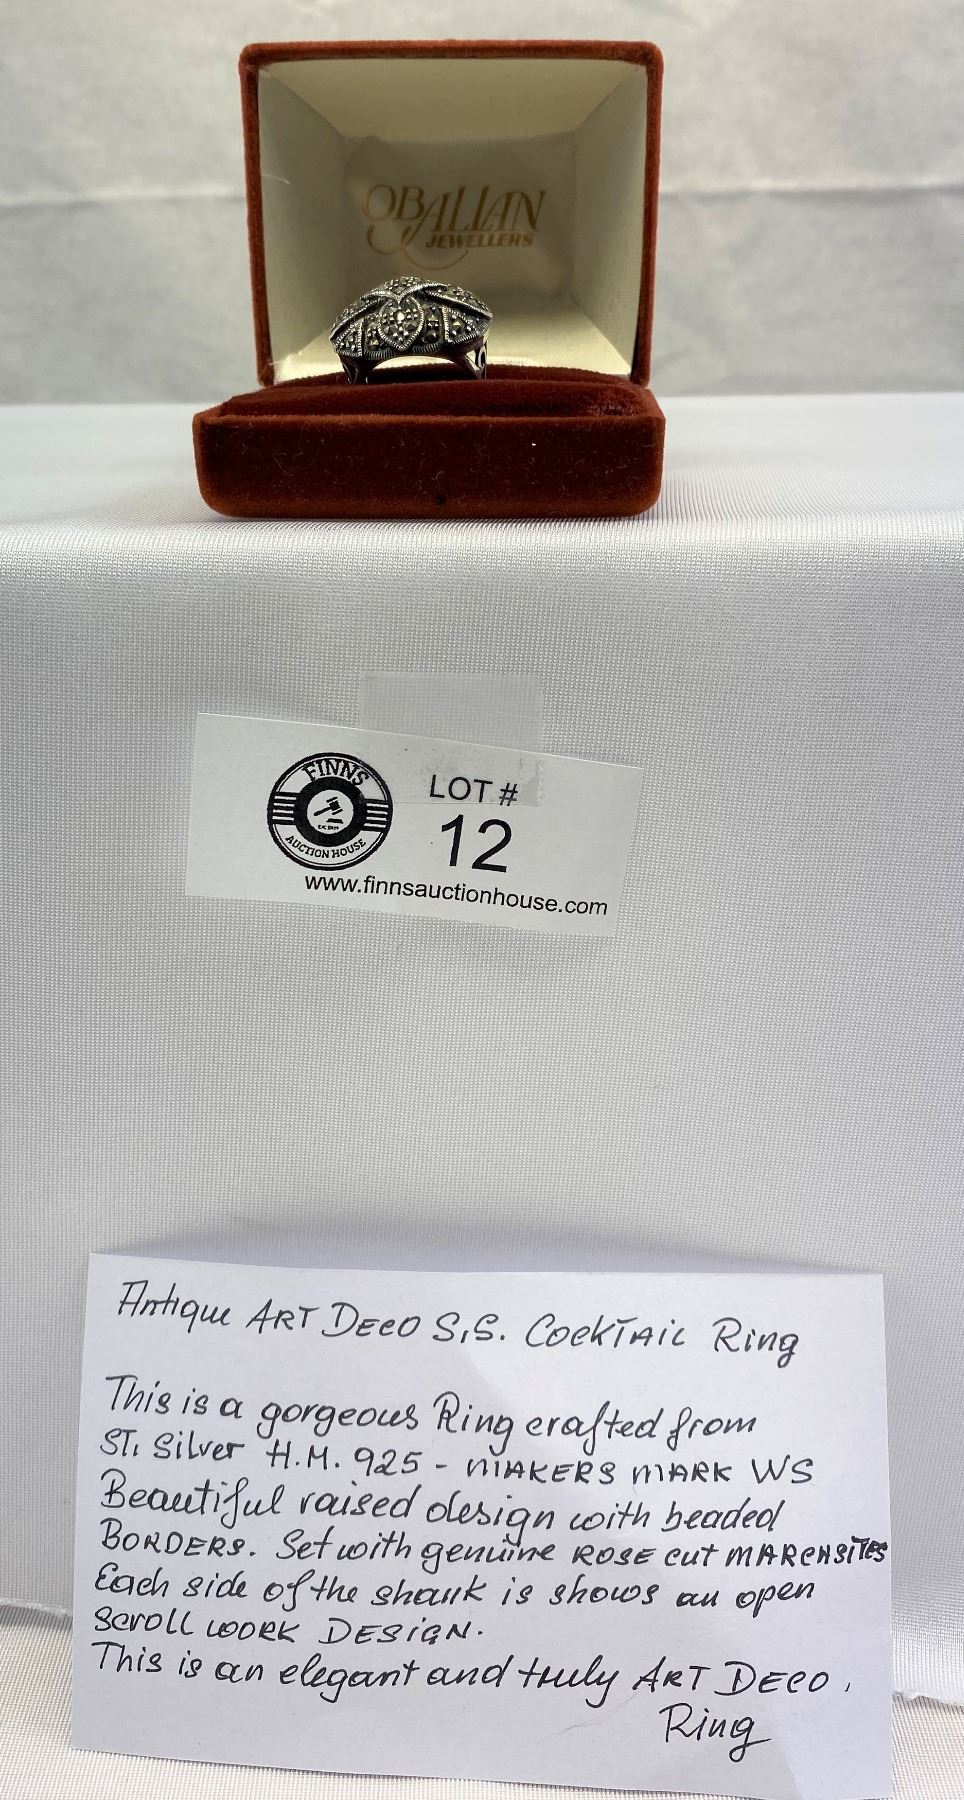 OBALLAN
JEWELLERS
FINNS
AUCTION HOUSE
LOT #
12
www.finnsauctionhouse.com
Antique ART DECO S.S. COCKTAIL Ring
This is a gorgeous Ring crafted from
ST. Silver H.M. 925 - MAKERS MARK WS
Beautiful raised design with beaded
BORDERS. Set with genuine ROSE cut MARCASITES
Each side of the shank is shows an open
scroll WORK DESIGN.
This is an elegant and truly ART DECO.
Ring